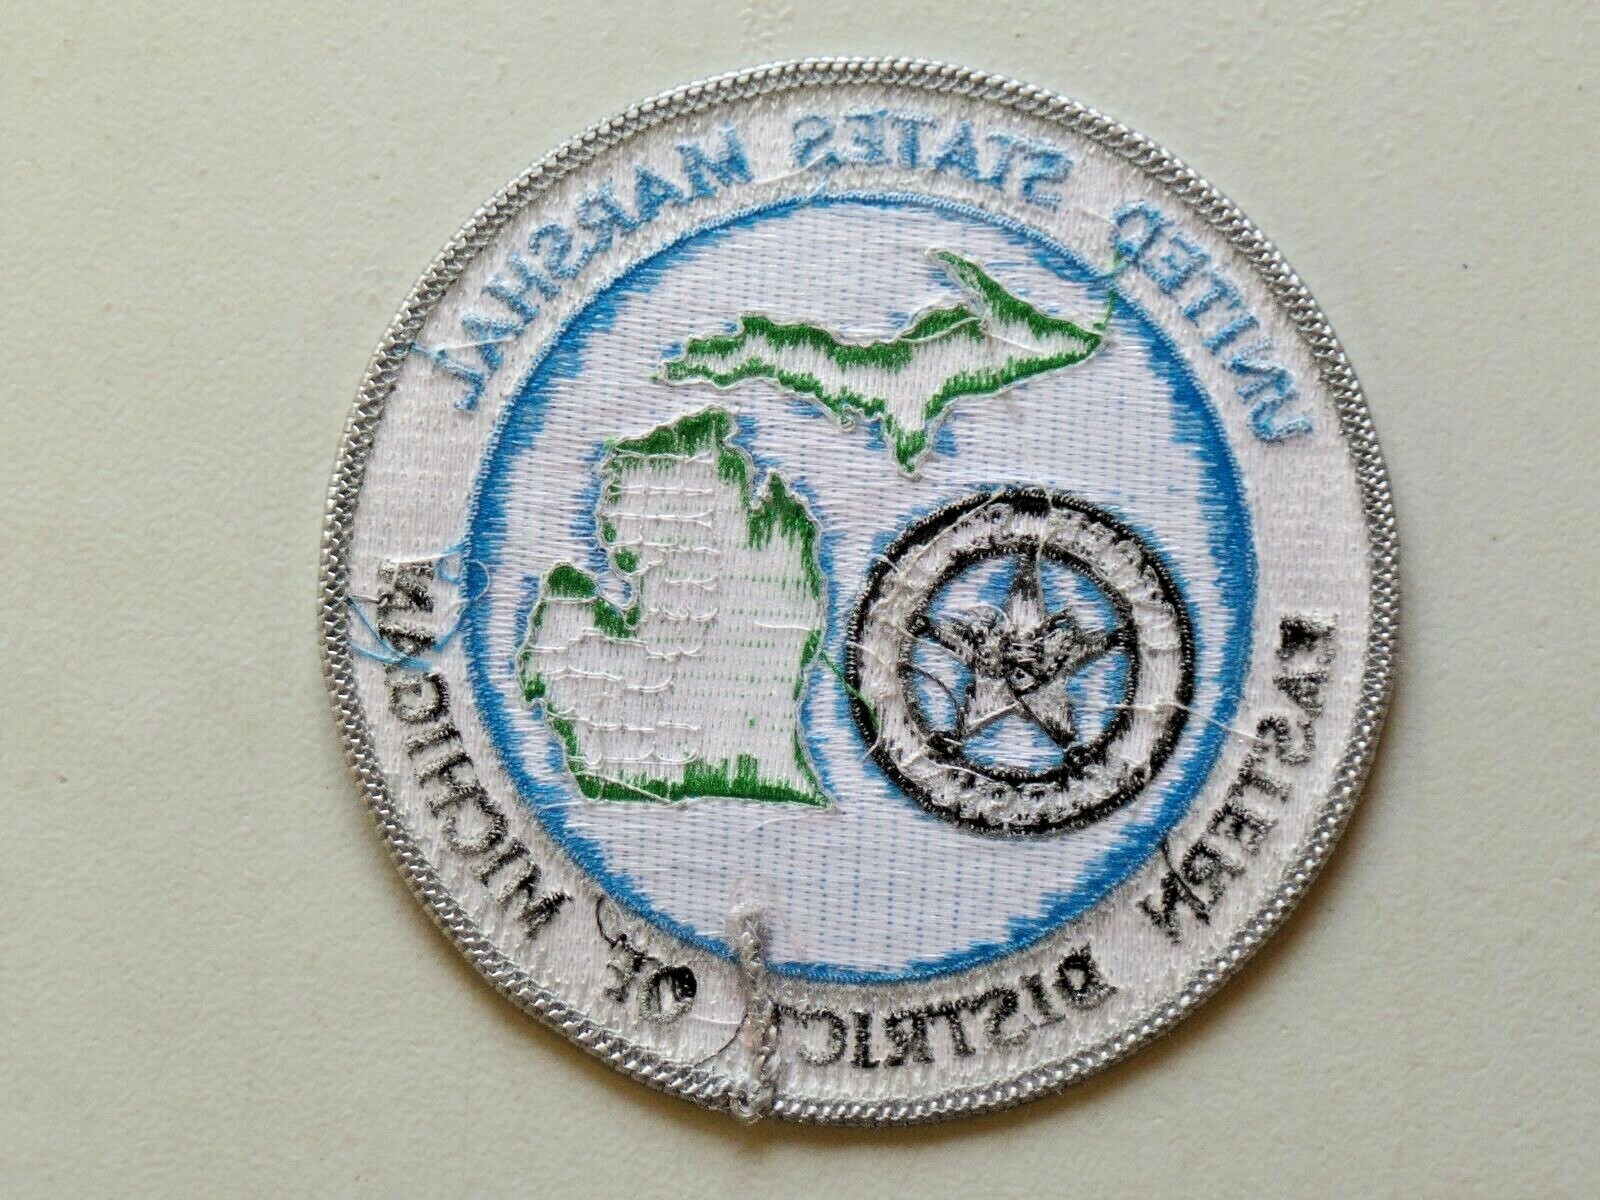 UNITED STATES MARSHAL
EASTERN DISTRICT OF MICHIGAN